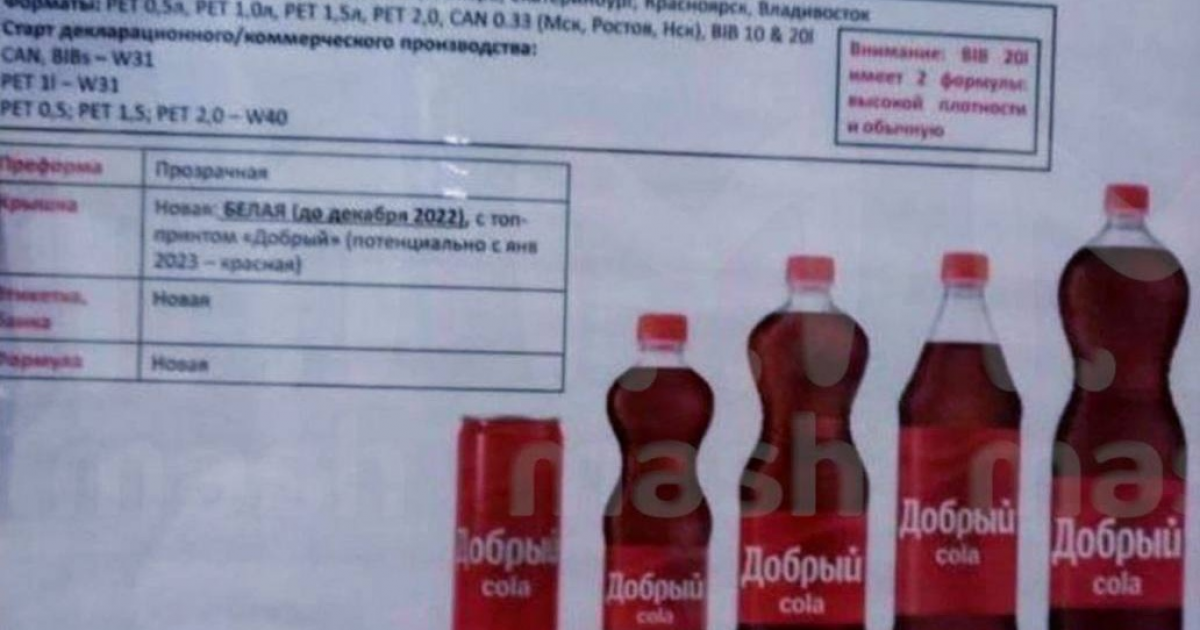 Форматы: PET 0,5л, PET 1,0л, PET 1,5л, PET 2,0, CAN 0.33 (Мск, Ростов, Нск), BIB 10 & 20l
Красноярск, Владивосток
Старт декларационного/коммерческого производства:
CAN, BIBs – W31
PET 1l – W31
PET 0,5; PET 1,5; PET 2,0 – W40
Внимание: BIB 20l
имеет 2 формулы:
высокой плотности
и обычную
Преформа Прозрачная
Крышка Новая: БЕЛАЯ (до декабря 2022), с топ-
принтом «Добрый» (потенциально с янв
2023 – красная)
Этикетка, Новая
банка
Формула Новая
mash mash mas
Добрый
cola
Добрый
cola
Добрый
cola
Добрый
cola
Добрый
cola